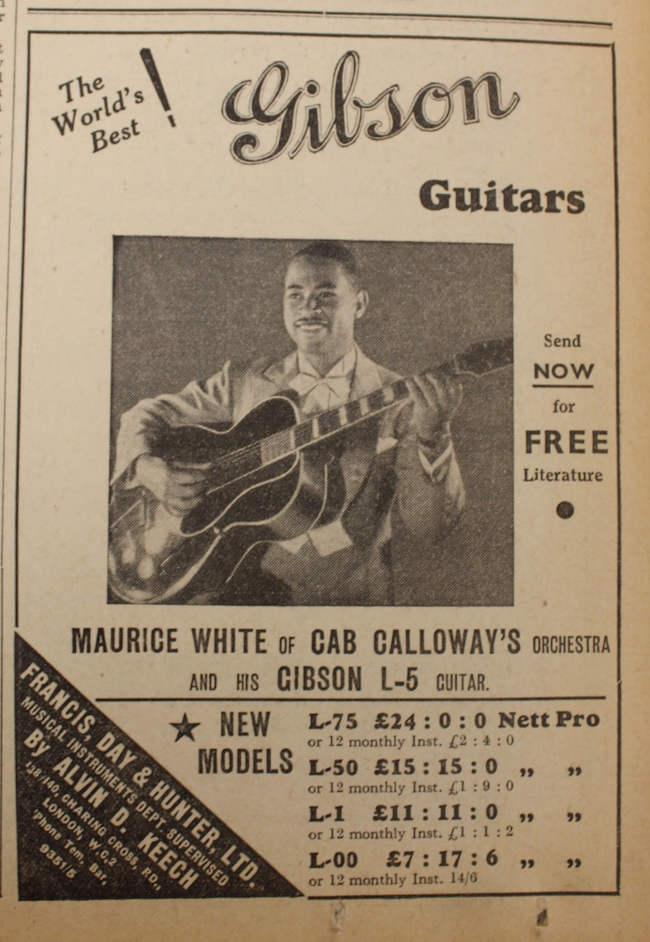 The
World's
Best !
Gibson
Guitars
Send
NOW
for
FREE
Literature
MAURICE WHITE OF CAB CALLOWAY'S ORCHESTRA
AND HIS GIBSON L-5 GUITAR.
FRANCIS, DAY & HUNTER, LTD.
MUSICAL INSTRUMENTS DEPT. SUPERVISED
By ALVIN D. KEECH
138/140, CHARING CROSS, RD.,
LONDON, W.C.2
'phone Tem. Bar,
9351/5
★ NEW
MODELS
L-75 £24 : 0 : 0 Nett Pro
or 12 monthly Inst. £2 : 4 : 0
L-50 £15 : 15 : 0 ,, ,,
or 12 monthly Inst. £1 : 9 : 0
L-1 £11 : 11 : 0 ,, ,,
or 12 monthly Inst. £1 : 1 : 2
L-00 £7 : 17 : 6 ,, ,,
or 12 monthly Inst. 14/6